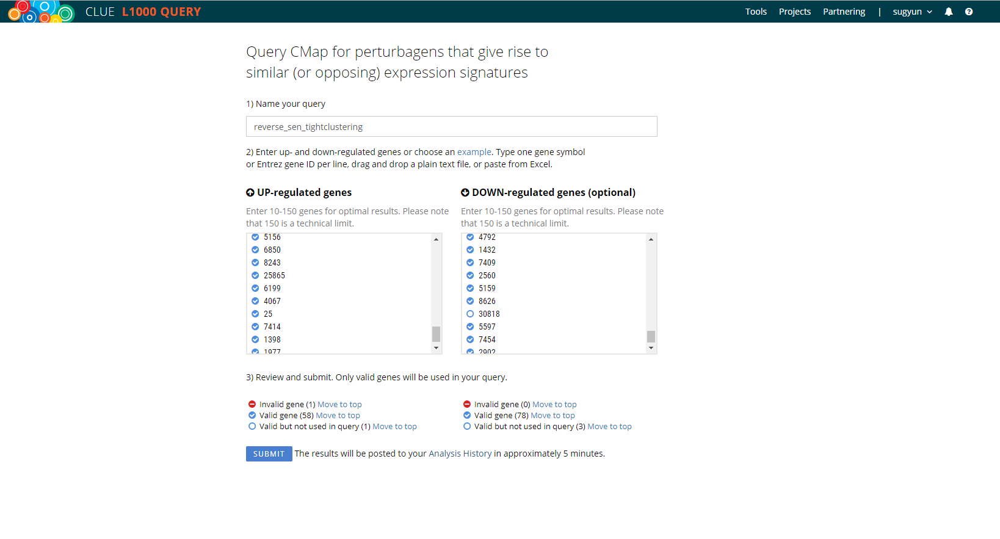 CLUE L1000 QUERY
Tools Projects Partnering | sugyun
Query CMap for perturbagens that give rise to
similar (or opposing) expression signatures
1) Name your query
reverse_sen_tightclustering
2) Enter up- and down-regulated genes or choose an example. Type one gene symbol
or Entrez gene ID per line, drag and drop a plain text file, or paste from Excel.
UP-regulated genes
Enter 10-150 genes for optimal results. Please note
that 150 is a technical limit.
5156
6850
8243
25865
6199
4067
25
7414
1398
1977
DOWN-regulated genes (optional)
Enter 10-150 genes for optimal results. Please note
that 150 is a technical limit.
4792
1432
7409
2560
5159
8626
30818
5597
7454
2902
3) Review and submit. Only valid genes will be used in your query.
Invalid gene (1) Move to top
Valid gene (58) Move to top
Valid but not used in query (1) Move to top
Invalid gene (0) Move to top
Valid gene (78) Move to top
Valid but not used in query (3) Move to top
SUBMIT The results will be posted to your Analysis History in approximately 5 minutes.